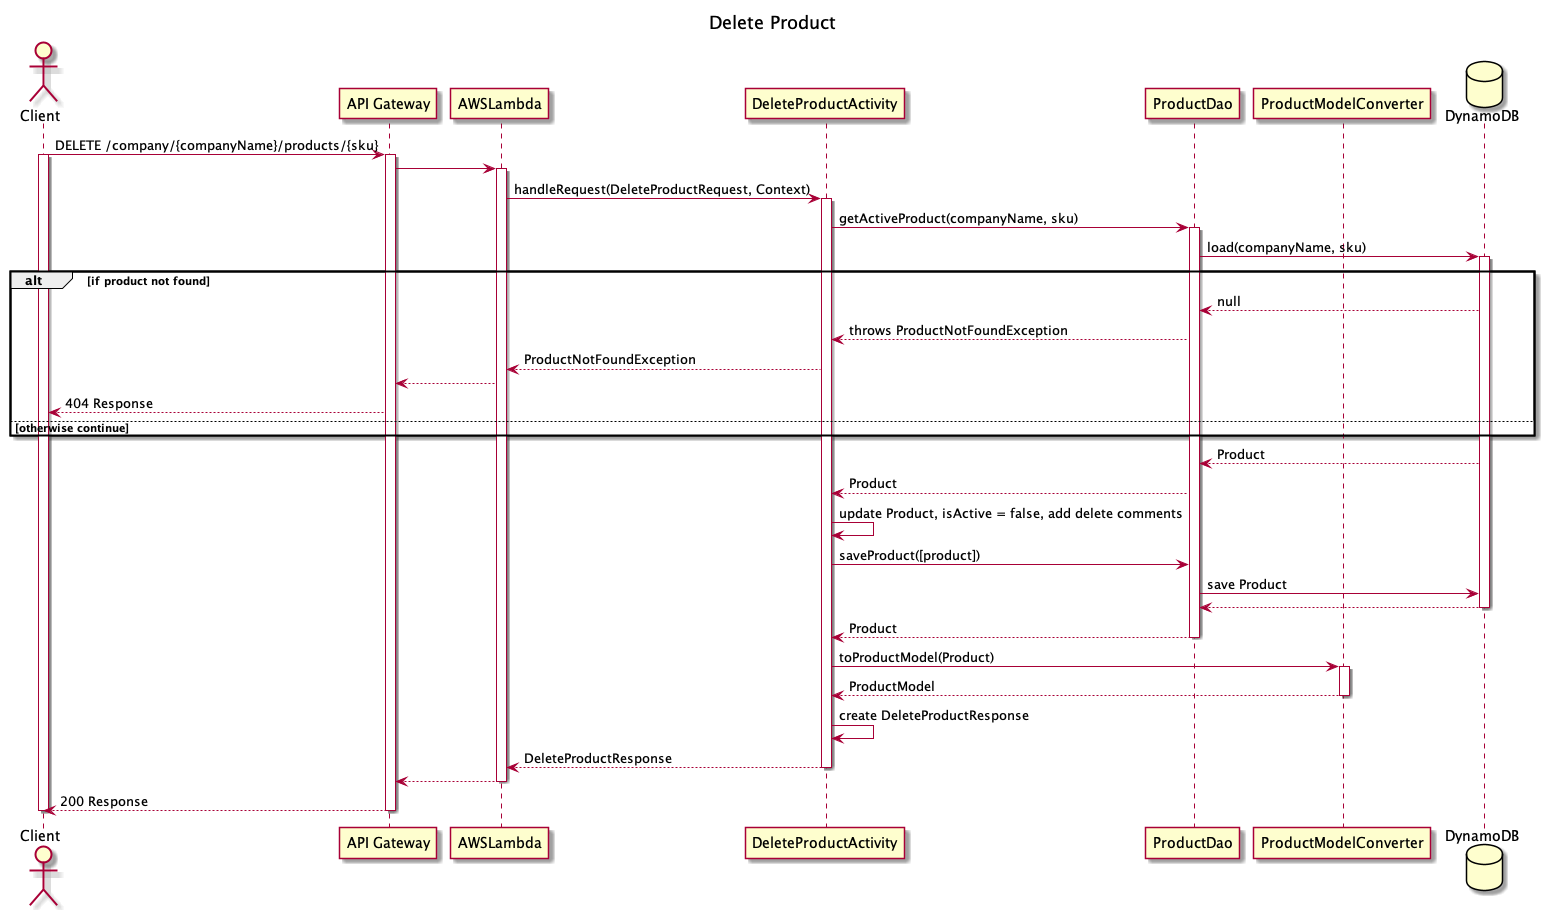 Delete Product
Client
API Gateway
AWSLambda
DeleteProductActivity
ProductDao
ProductModelConverter
DynamoDB
DELETE /company/{companyName}/products/{sku}
handleRequest(DeleteProductRequest, Context)
getActiveProduct(companyName, sku)
load(companyName, sku)
alt
[if product not found]
null
throws ProductNotFoundException
ProductNotFoundException
404 Response
[otherwise continue]
Product
Product
update Product, isActive = false, add delete comments
saveProduct([product])
save Product
Product
toProductModel(Product)
ProductModel
create DeleteProductResponse
DeleteProductResponse
200 Response
Client
API Gateway
AWSLambda
DeleteProductActivity
ProductDao
ProductModelConverter
DynamoDB